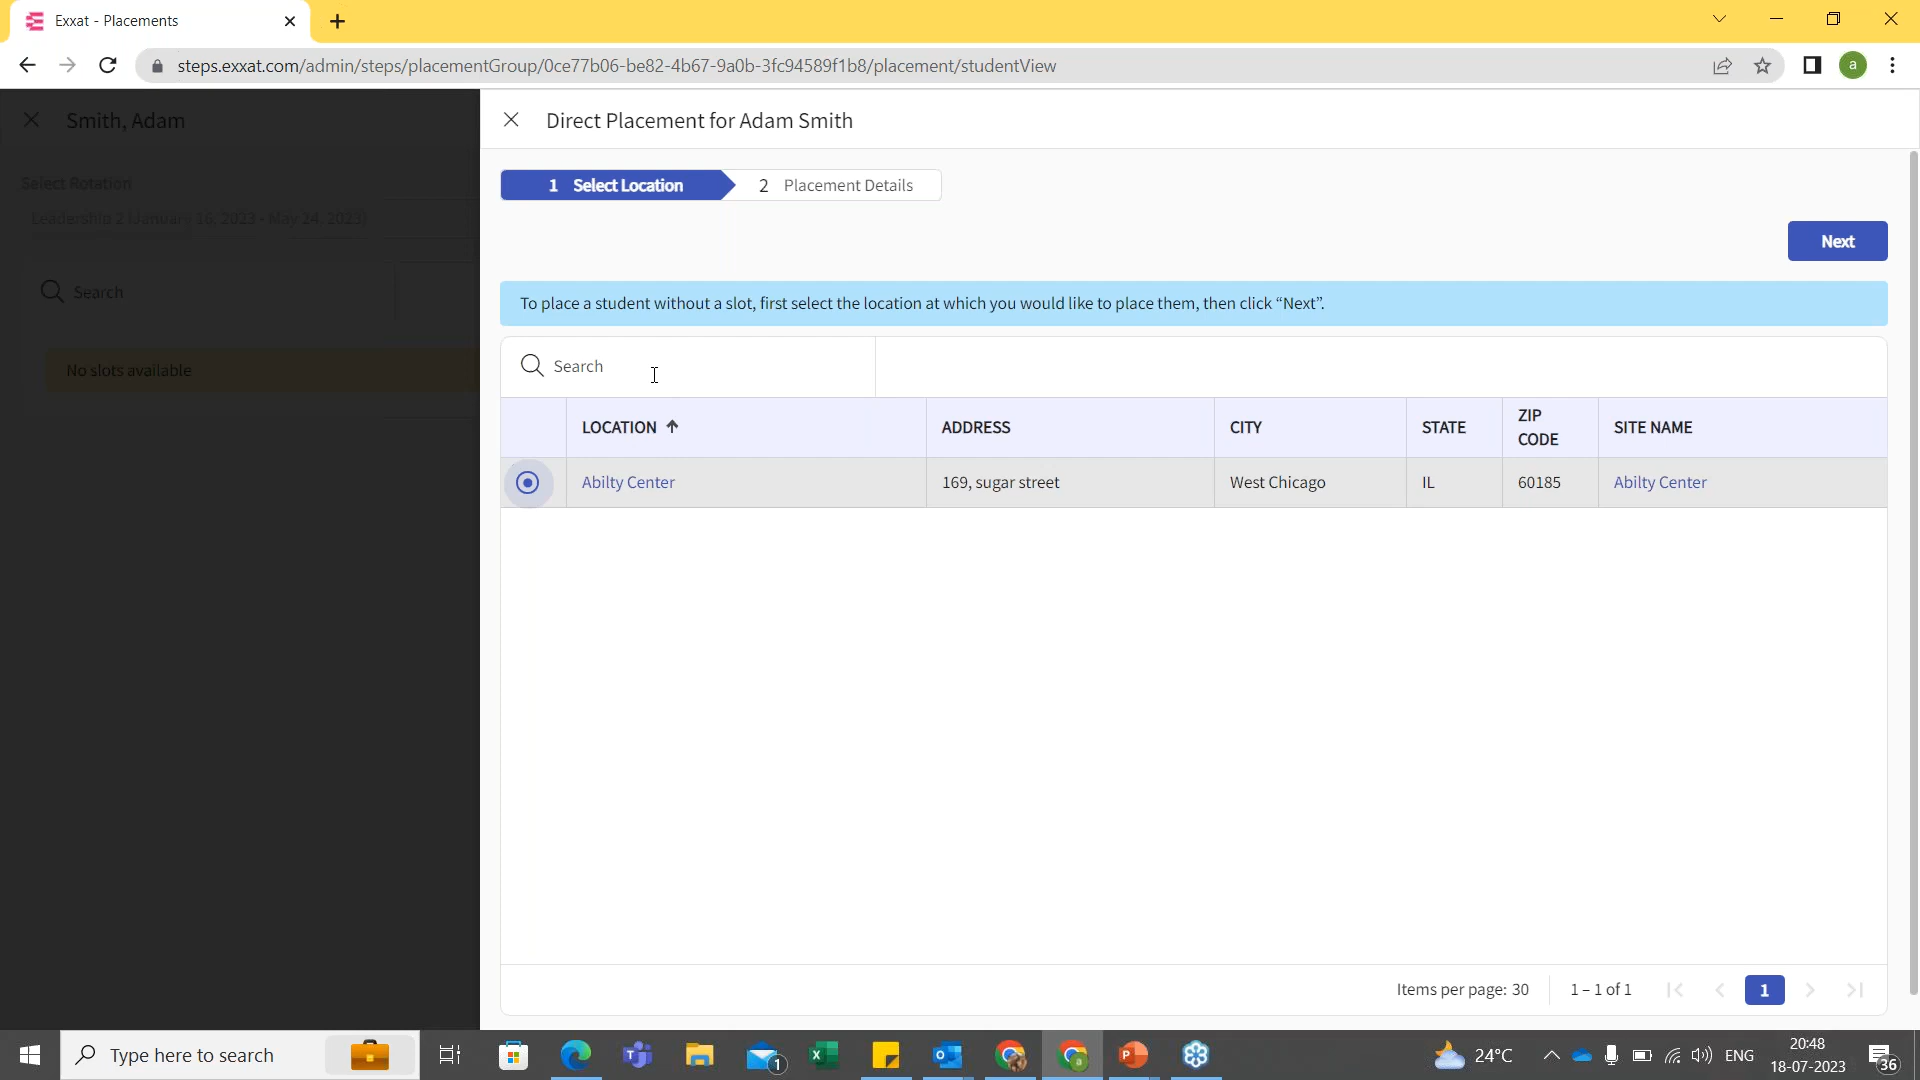 Exxat - Placements
steps.exxat.com/admin/steps/placementGroup/0ce77b06-be82-4b67-9a0b-3fc94589f1b8/placement/studentView
a
Smith, Adam
Select Rotation
Leadership 2 (January 16, 2023 - May 24, 2023)
Search
No slots available
Direct Placement for Adam Smith
1 Select Location
2 Placement Details
Next
To place a student without a slot, first select the location at which you would like to place them, then click “Next”.
Search
LOCATION ADDRESS CITY STATE ZIP CODE SITE NAME
Abilty Center 169, sugar street West Chicago IL 60185 Abilty Center
Items per page: 30 1 – 1 of 1 1
Type here to search
1
24°C
ENG
20:48
18-07-2023
36